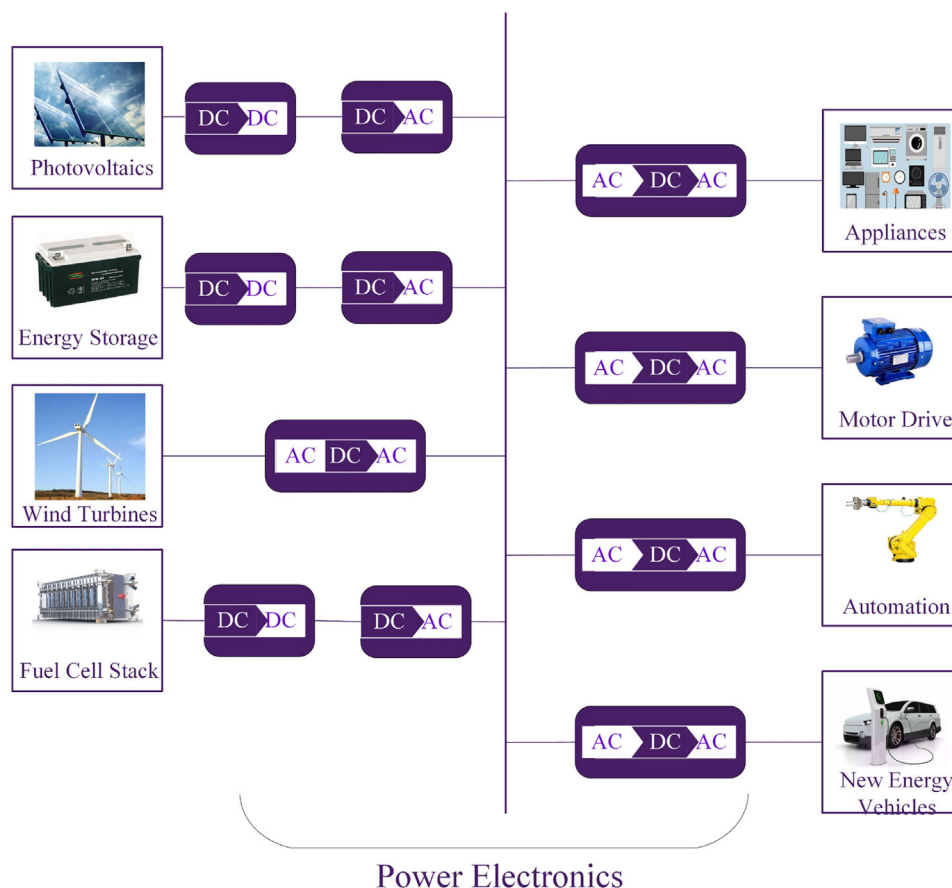 Photovoltaics
DC DC
DC AC
Energy Storage
DC DC
DC AC
Wind Turbines
AC DC AC
Fuel Cell Stack
DC DC
DC AC
AC DC AC
Appliances
AC DC AC
Motor Drive
AC DC AC
Automation
AC DC AC
New Energy
Vehicles
Power Electronics